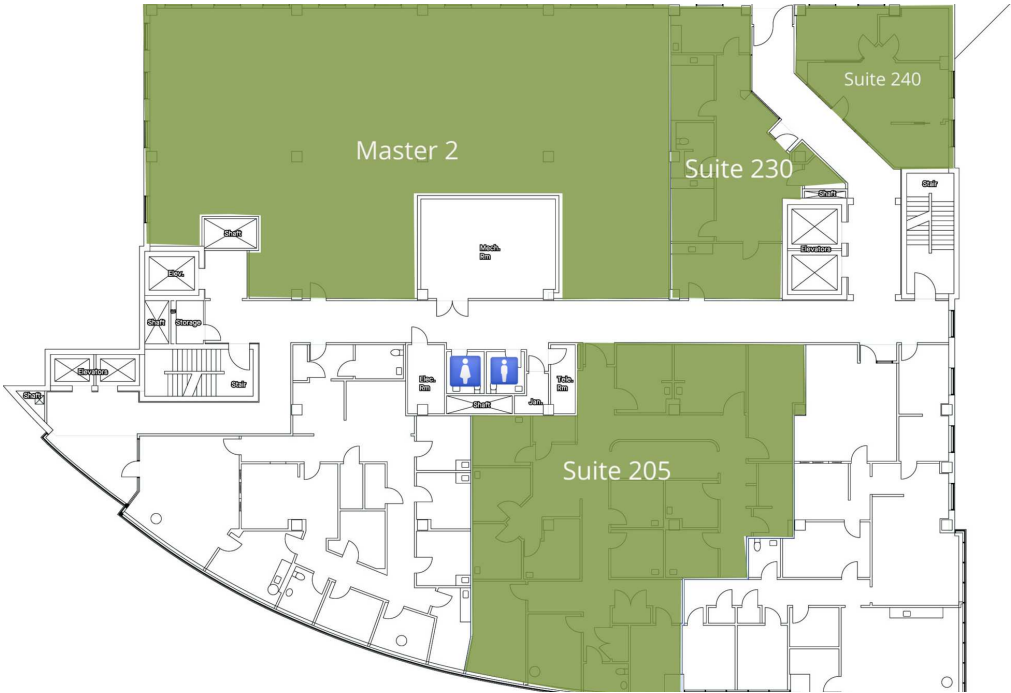 Suite 240
Master 2
Suite 230
Stair
Shaft
Shaft
Mech.
Rm
Elevators
Elev.
Shaft
Storage
Elevators
Stair
Elec.
Rm
Tele.
Rm
Shaft
Shaft
Jan.
Suite 205